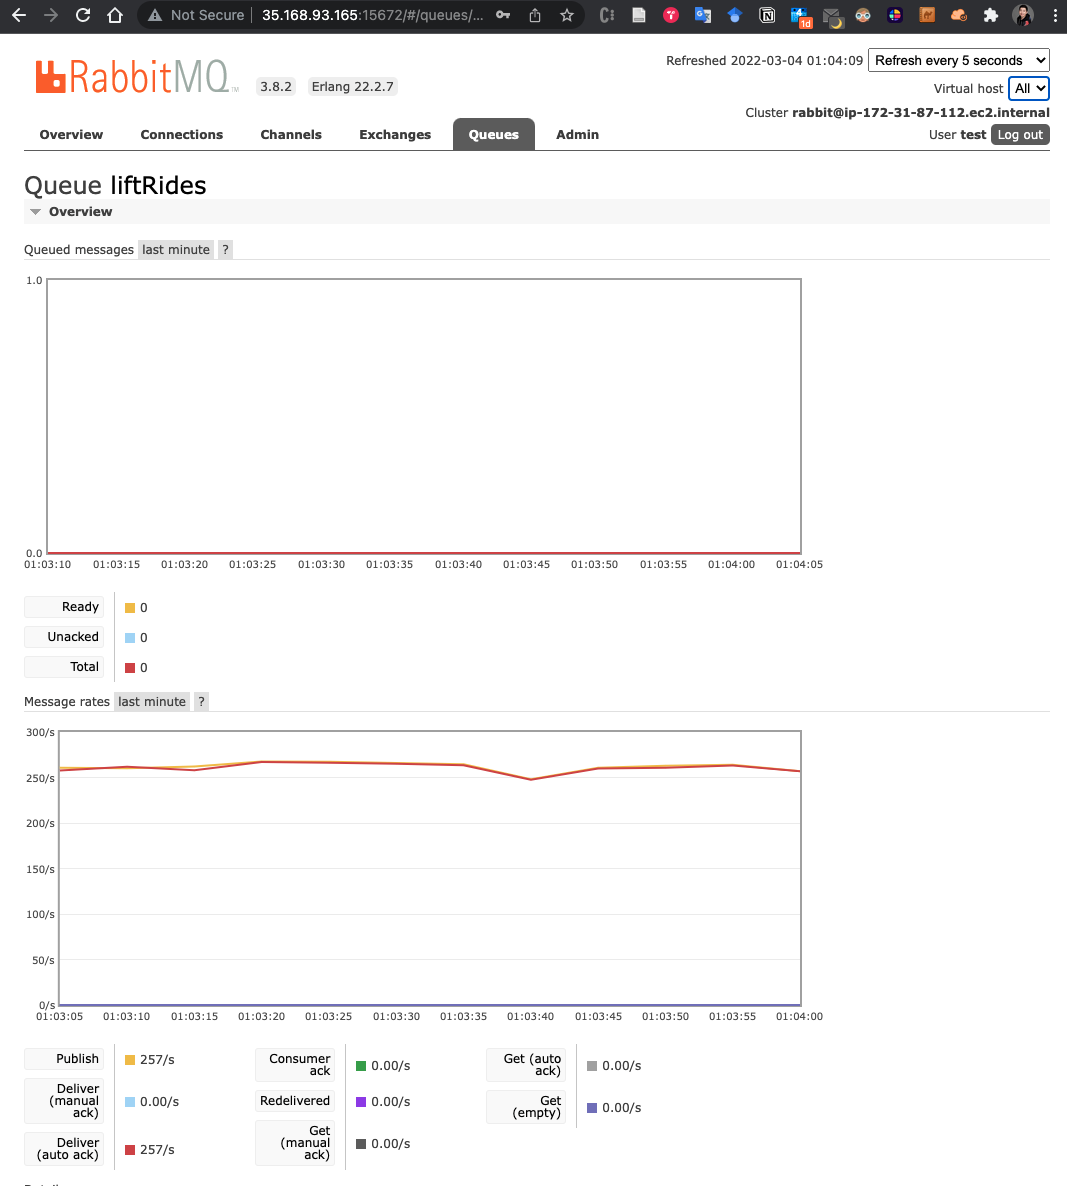 Not Secure 35.168.93.165:15672/#/queues/...
1d
Refreshed 2022-03-04 01:04:09 Refresh every 5 seconds
RabbitMQ TM 3.8.2 Erlang 22.2.7
Virtual host All
Cluster rabbit@ip-172-31-87-112.ec2.internal
User test Log out
Overview Connections Channels Exchanges Queues Admin
Queue liftRides
Overview
Queued messages last minute ?
1.0
0.0
01:03:10 01:03:15 01:03:20 01:03:25 01:03:30 01:03:35 01:03:40 01:03:45 01:03:50 01:03:55 01:04:00 01:04:05
Ready 0
Unacked 0
Total 0
Message rates last minute ?
300/s
250/s
200/s
150/s
100/s
50/s
0/s
01:03:05 01:03:10 01:03:15 01:03:20 01:03:25 01:03:30 01:03:35 01:03:40 01:03:45 01:03:50 01:03:55 01:04:00
Publish 257/s
Deliver
(manual
ack) 0.00/s
Deliver
(auto ack) 257/s
Consumer
ack 0.00/s
Redelivered 0.00/s
Get
(manual
ack) 0.00/s
Get (auto
ack) 0.00/s
Get
(empty) 0.00/s